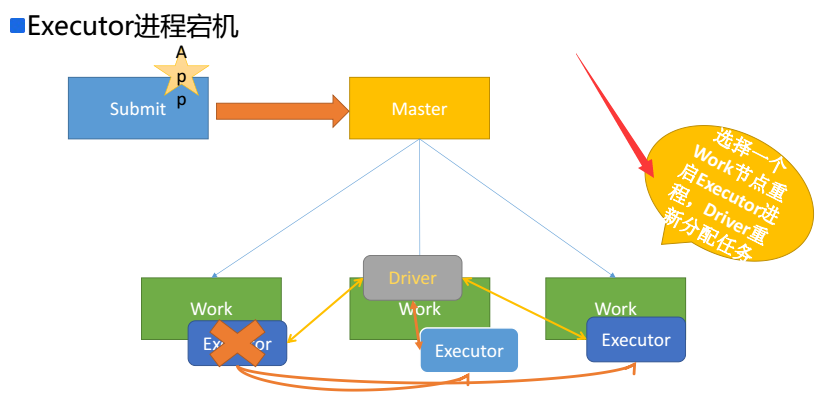 Executor进程宕机
App
Submit
Master
选择一个
Work节点重
启Executor进
程，Driver重
新分配任务
Driver
Work
Work
Work
Executor
Executor
Executor